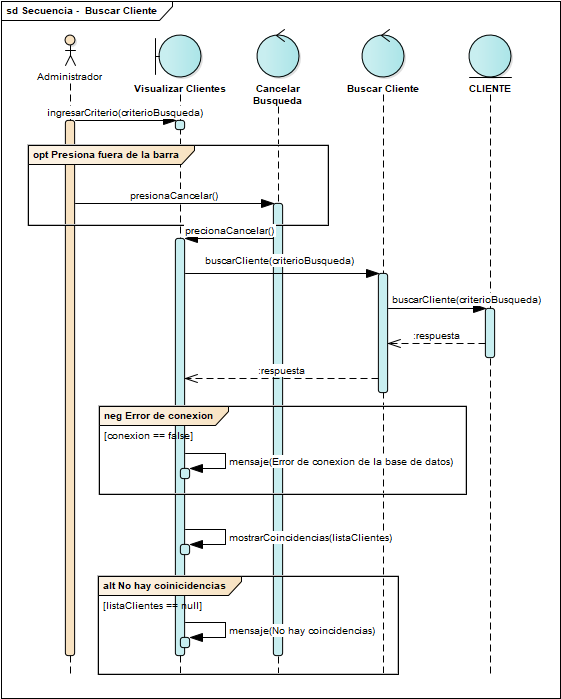 sd Secuencia - Buscar Cliente
Administrador
Visualizar Clientes
Cancelar
Busqueda
Buscar Cliente
CLIENTE
ingresarCriterio(criterioBusqueda)
opt Presiona fuera de la barra
presionaCancelar()
precionaCancelar()
buscarCliente(criterioBusqueda)
buscarCliente(criterioBusqueda)
:respuesta
:respuesta
neg Error de conexion
[conexion == false]
mensaje(Error de conexion de la base de datos)
mostrarCoincidencias(listaClientes)
alt No hay coinicidencias
[listaClientes == null]
mensaje(No hay coincidencias)